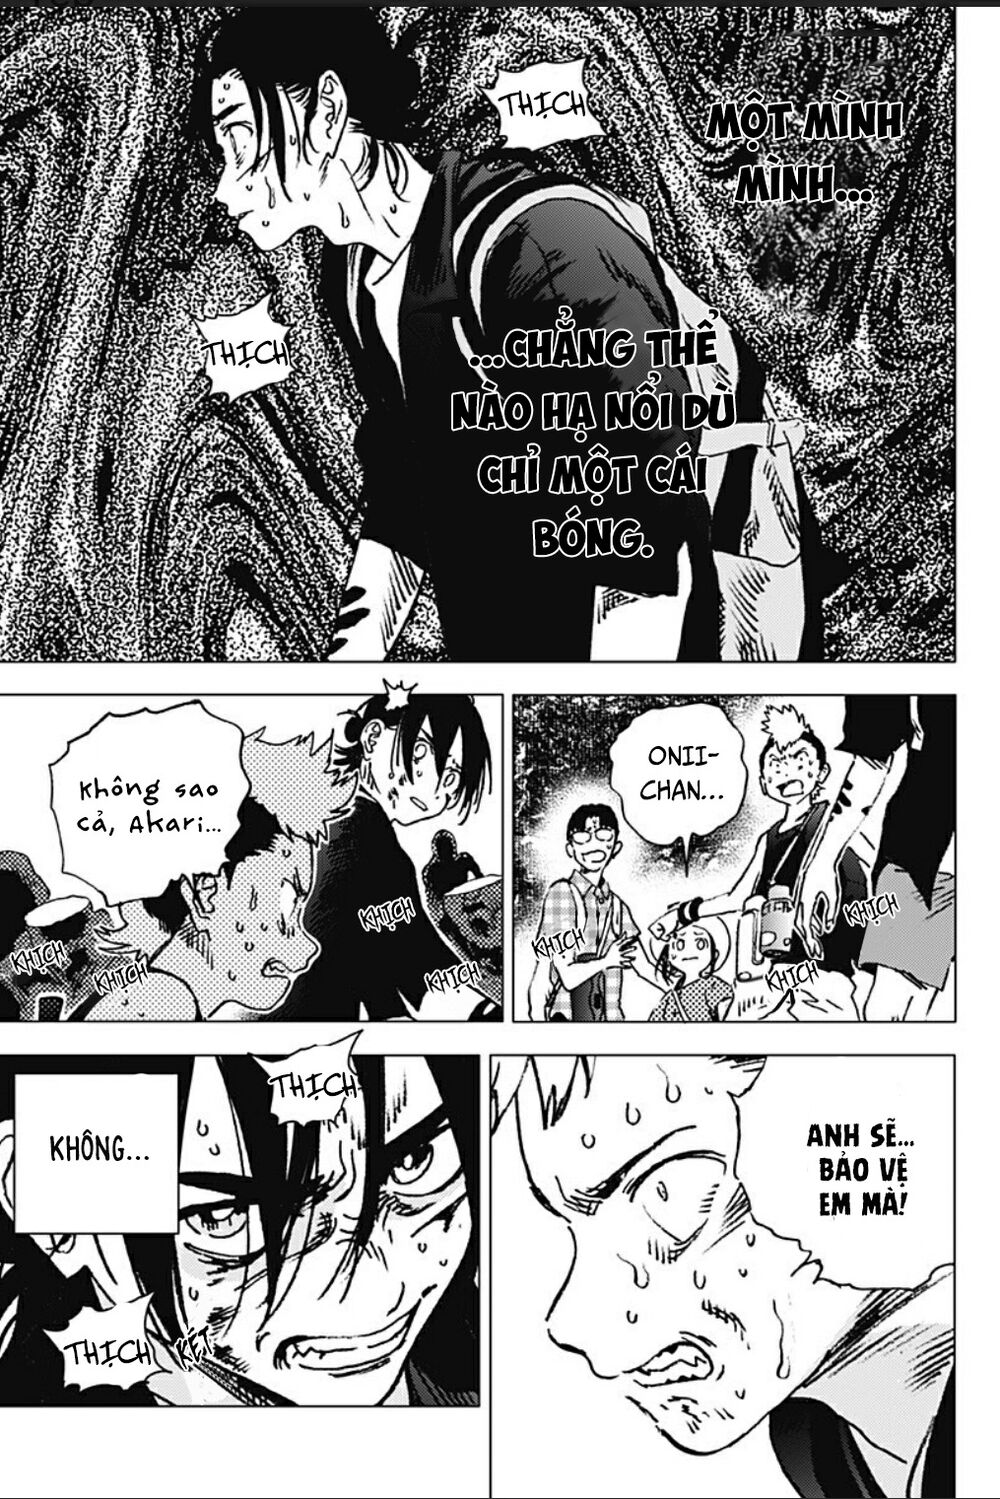 THỊCH
MỘT MÌNH
MÌNH...
THỊCH
...CHẲNG THỂ
NÀO HẠ NỔI DÙ
CHỈ MỘT CÁI
BÓNG.
Không sao
cả, Akari...
KHỊCH
KHỊCH
KHỊCH
KHỊCH
ONII-
CHAN...
KHỊCH
KHỊCH
KHỊCH
KHÔNG...
THỊCH
THỊCH
KÉT
ANH SẼ...
BẢO VỆ
EM MÀ!